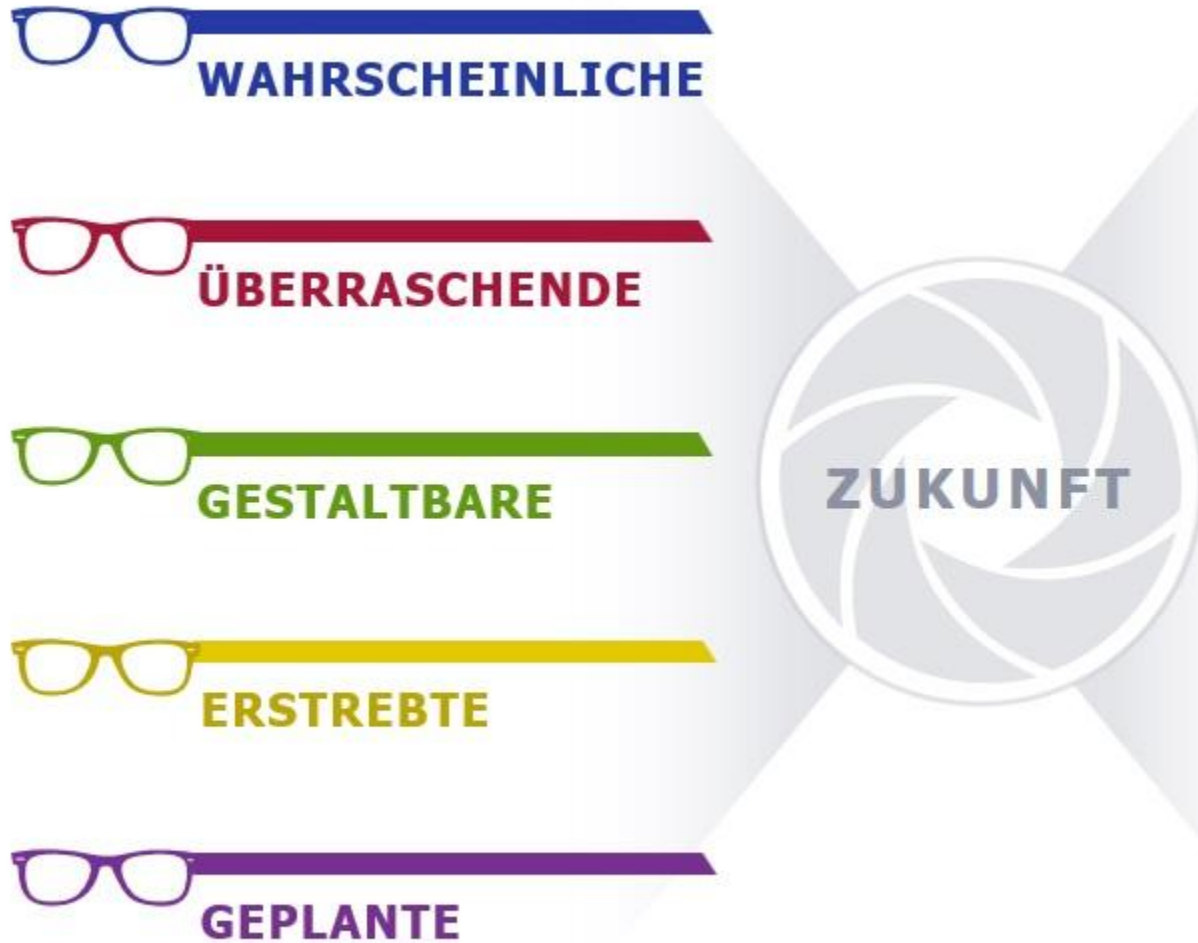 WAHRSCHEINLICHE
ÜBERRASCHENDE
GESTALTBARE
ZUKUNFT
ERSTREBTE
GEPLANTE